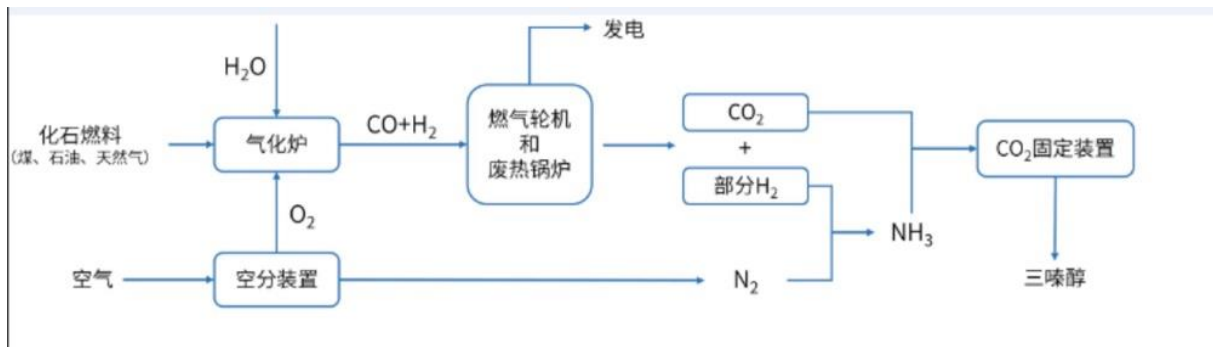 发电
H₂O
化石燃料
(煤、石油、天然气)
气化炉
CO+H₂
燃气轮机
和
废热锅炉
CO₂
+
部分H₂
CO₂固定装置
O₂
NH₃
空气
空分装置
N₂
三嗪醇